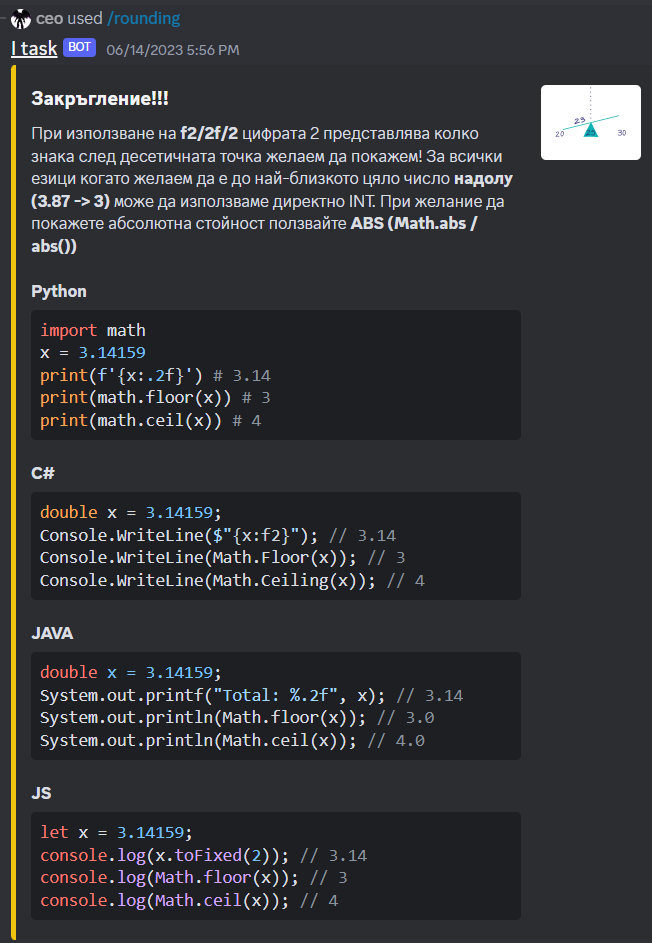 ceo used /rounding
I task BOT 06/14/2023 5:56 PM
Закръгление!!!
При използване на f2/2f/2 цифрата 2 представлява колко
знака след десетичната точка желаем да покажем! За всички
езици когато желаем да е до най-близкото цяло число надолу
(3.87 -> 3) може да използваме директно INT. При желание да
покажете абсолютна стойност ползвайте ABS (Math.abs /
abs())
23
20
25
30
Python
import math
x = 3.14159
print(f'{x:.2f}') # 3.14
print(math.floor(x)) # 3
print(math.ceil(x)) # 4
C#
double x = 3.14159;
Console.WriteLine($"{x:f2}"); // 3.14
Console.WriteLine(Math.Floor(x)); // 3
Console.WriteLine(Math.Ceiling(x)); // 4
JAVA
double x = 3.14159;
System.out.printf("Total: %.2f", x); // 3.14
System.out.println(Math.floor(x)); // 3.0
System.out.println(Math.ceil(x)); // 4.0
JS
let x = 3.14159;
console.log(x.toFixed(2)); // 3.14
console.log(Math.floor(x)); // 3
console.log(Math.ceil(x)); // 4